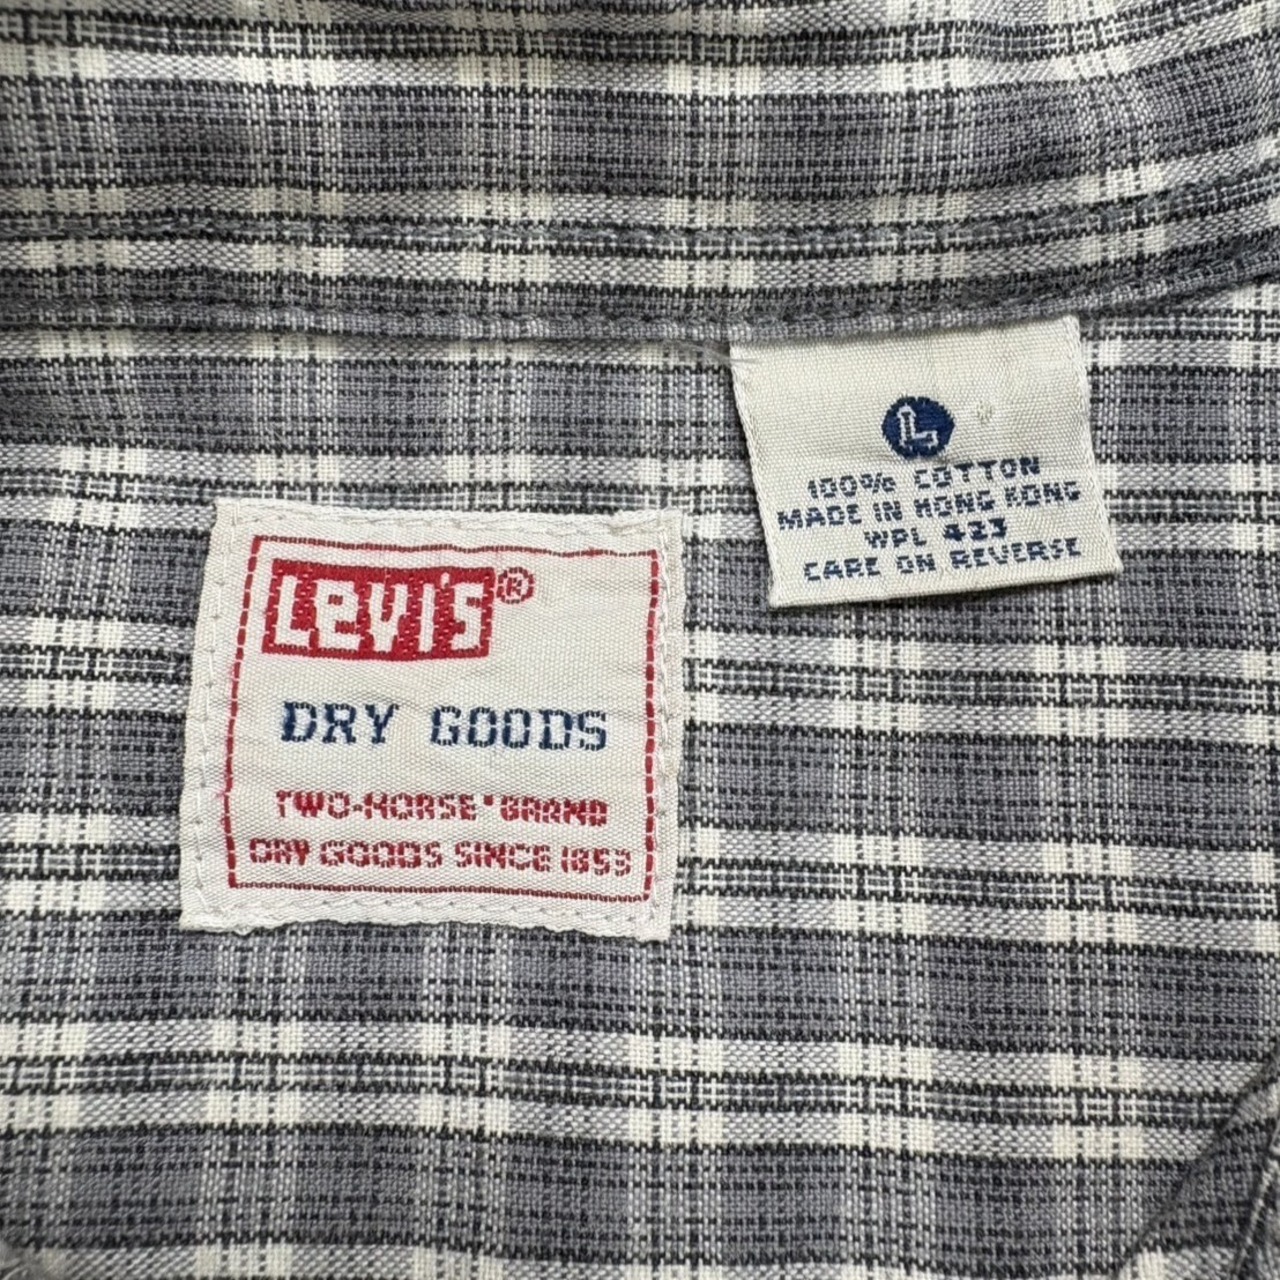 L
100% COTTON
MADE IN HONG KONG
WPL 423
CARE ON REVERSE
Levi's®
DRY GOODS
TWO-HORSE' BRAND
DRY GOODS SINCE 1853